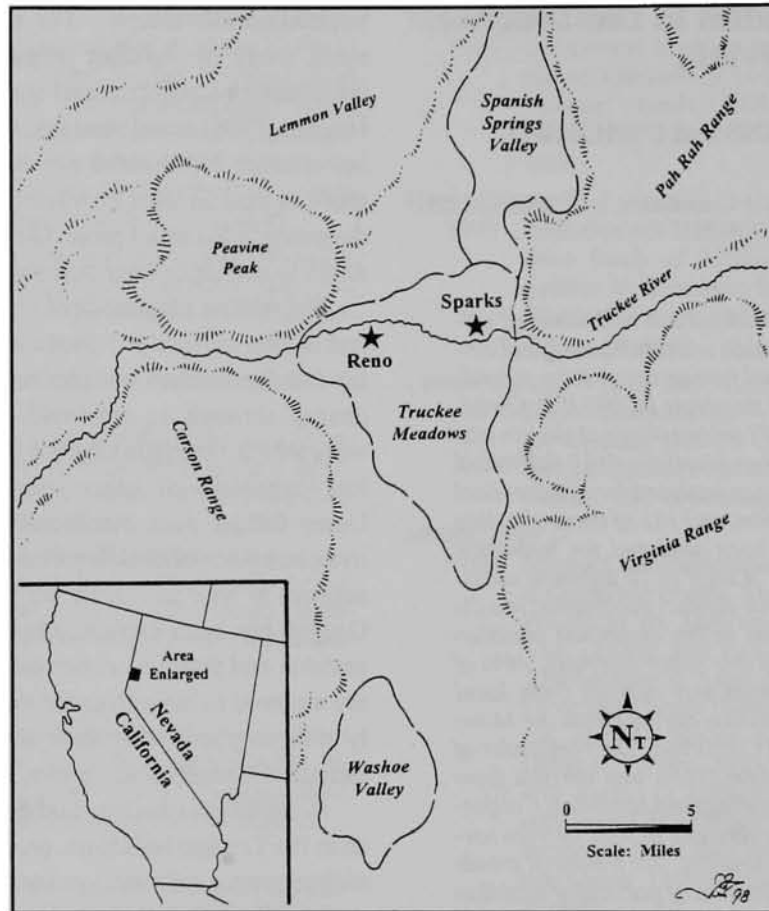 Lemmon Valley
Spanish
Springs
Valley
Pah Rah Range
Peavine
Peak
Sparks
Truckee River
Reno
Truckee
Meadows
Carson Range
Virginia Range
Area
Enlarged
Nevada
California
Washoe
Valley
NT
0 5
Scale: Miles
98